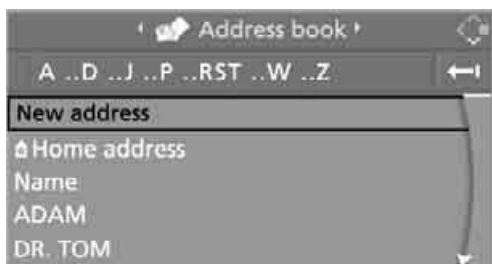 Address book
A ..D ..J ..P ..RST ..W ..Z
New address
Home address
Name
ADAM
DR. TOM